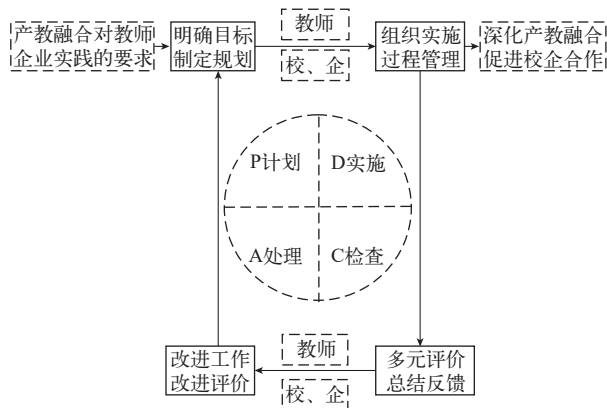 产教融合对教师
企业实践的要求
明确目标
制定规划
教师
校、企
组织实施
过程管理
深化产教融合
促进校企合作
P计划
D实施
A处理
C检查
改进工作
改进评价
教师
校、企
多元评价
总结反馈